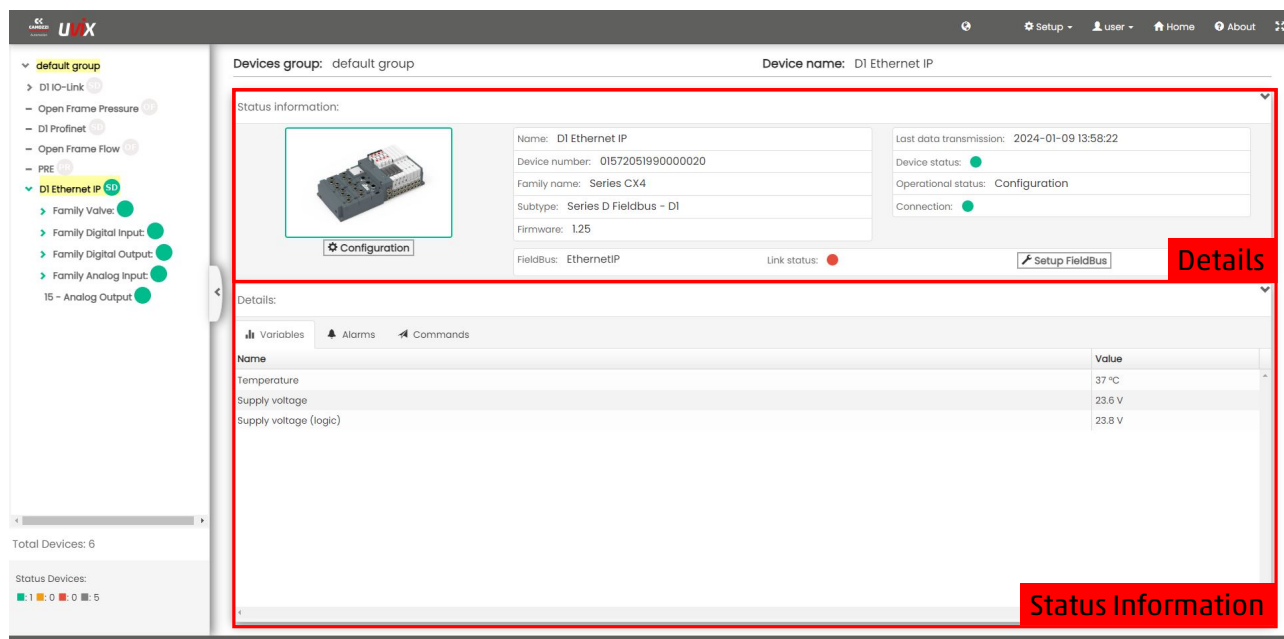 CAMOZZI
UVIX
Setup
user
Home
About
default group
D1 IO-Link SD
Open Frame Pressure OF
D1 Profinet SD
Open Frame Flow OF
PRE PR
D1 Ethernet IP SD
Family Valve:
Family Digital Input:
Family Digital Output:
Family Analog Input:
15 - Analog Output
Total Devices: 6
Status Devices:
: 1 : 0 : 0 : 5
Devices group: default group
Device name: D1 Ethernet IP
Status information:
Configuration
Name: D1 Ethernet IP
Device number: 01572051990000020
Family name: Series CX4
Subtype: Series D Fieldbus - D1
Firmware: 1.25
Last data transmission: 2024-01-09 13:58:22
Device status:
Operational status: Configuration
Connection:
FieldBus: EthernetIP
Link status:
Setup FieldBus
Details
Details:
Variables Alarms Commands
Name Value
Temperature 37 °C
Supply voltage 23.6 V
Supply voltage (logic) 23.8 V
Status Information